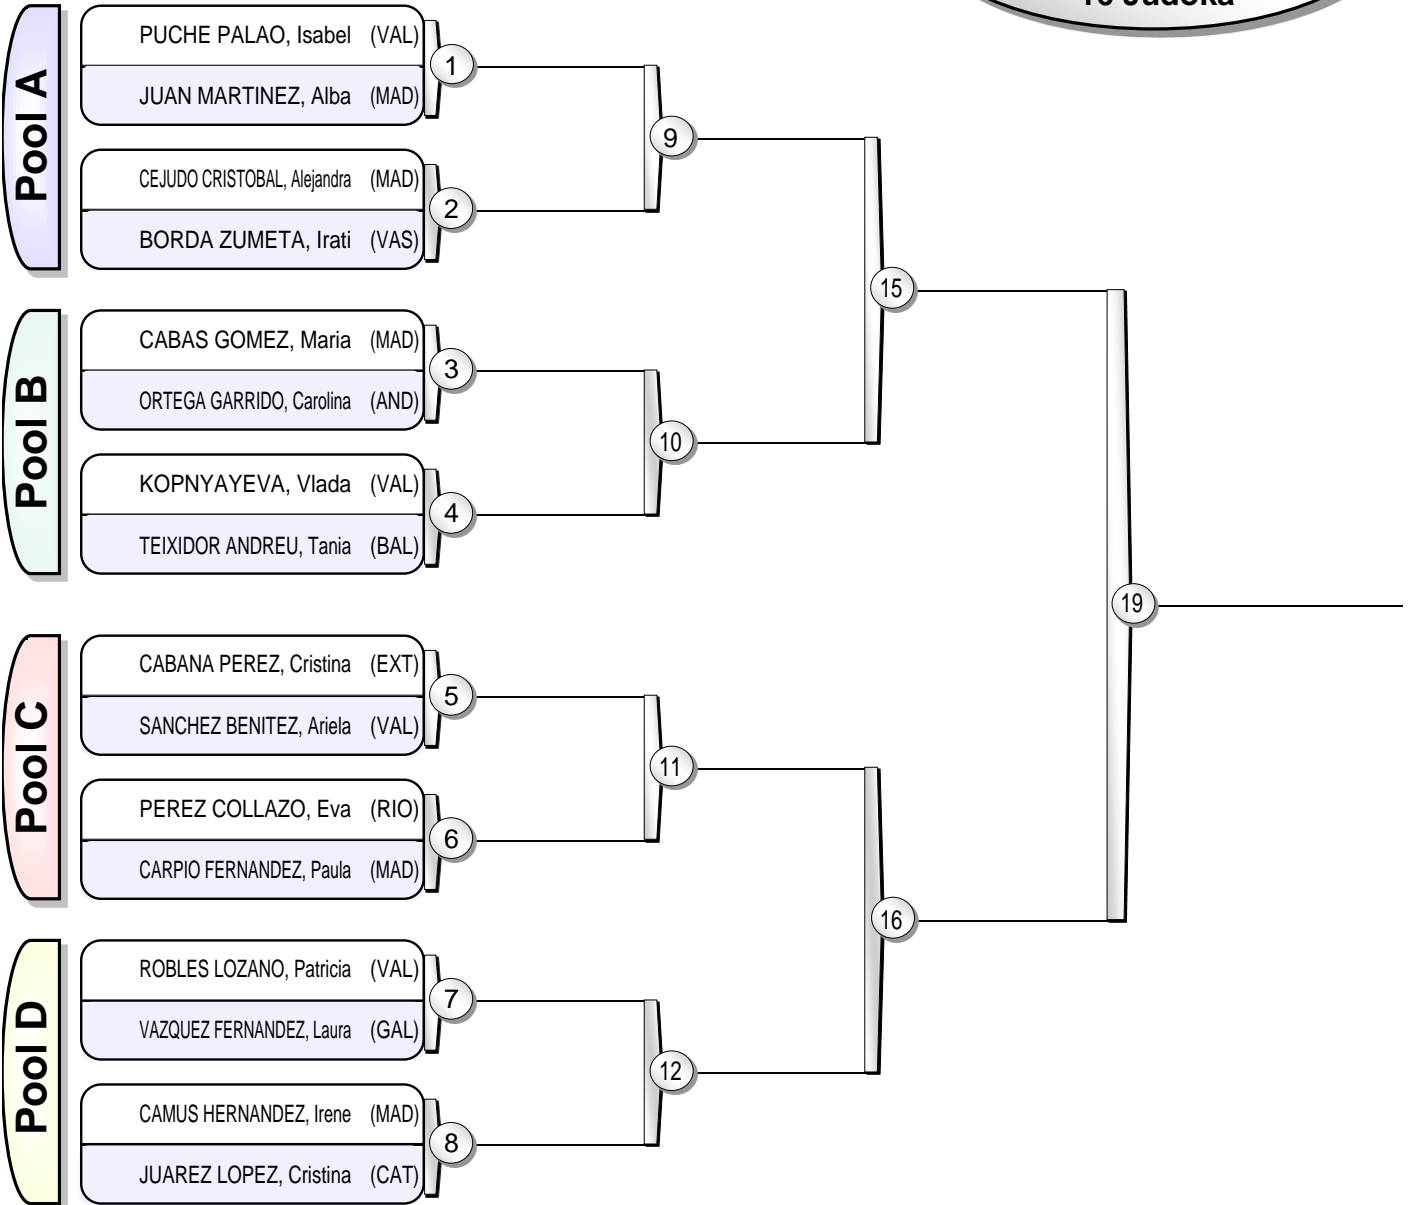 16 Judoka
Pool A
PUCHE PALAO, Isabel (VAL)
JUAN MARTINEZ, Alba (MAD)
1
CEJUDO CRISTOBAL, Alejandra (MAD)
BORDA ZUMETA, Irati (VAS)
2
9
Pool B
CABAS GOMEZ, Maria (MAD)
ORTEGA GARRIDO, Carolina (AND)
3
KOPNYAYEVA, Vlada (VAL)
TEIXIDOR ANDREU, Tania (BAL)
4
10
15
Pool C
CABANA PEREZ, Cristina (EXT)
SANCHEZ BENITEZ, Ariela (VAL)
5
PEREZ COLLAZO, Eva (RIO)
CARPIO FERNANDEZ, Paula (MAD)
6
11
Pool D
ROBLES LOZANO, Patricia (VAL)
VAZQUEZ FERNANDEZ, Laura (GAL)
7
CAMUS HERNANDEZ, Irene (MAD)
JUAREZ LOPEZ, Cristina (CAT)
8
12
16
19